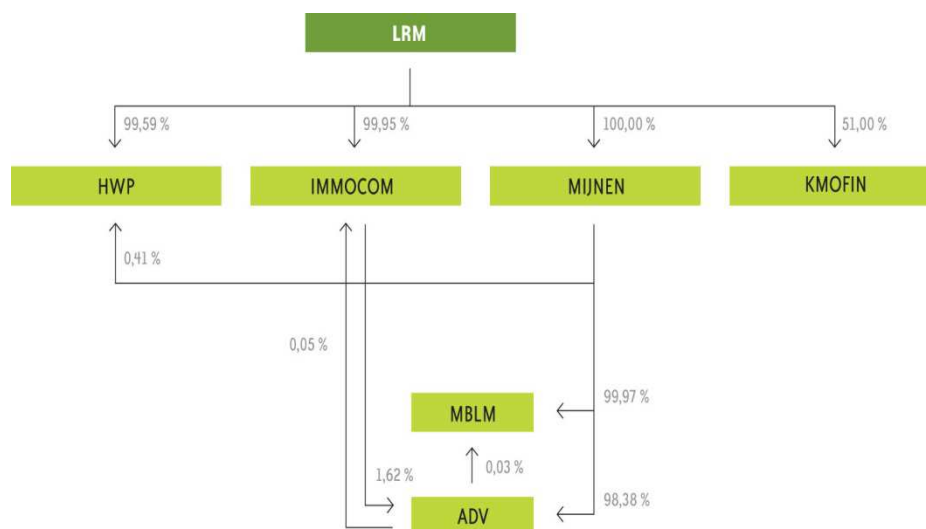 LRM
99,59 %
99,95 %
100,00 %
51,00 %
HWP
IMMOCOM
MIJNEN
KMOFIN
0,41 %
0,05 %
99,97 %
MBLM
1,62 %
0,03 %
98,38 %
ADV